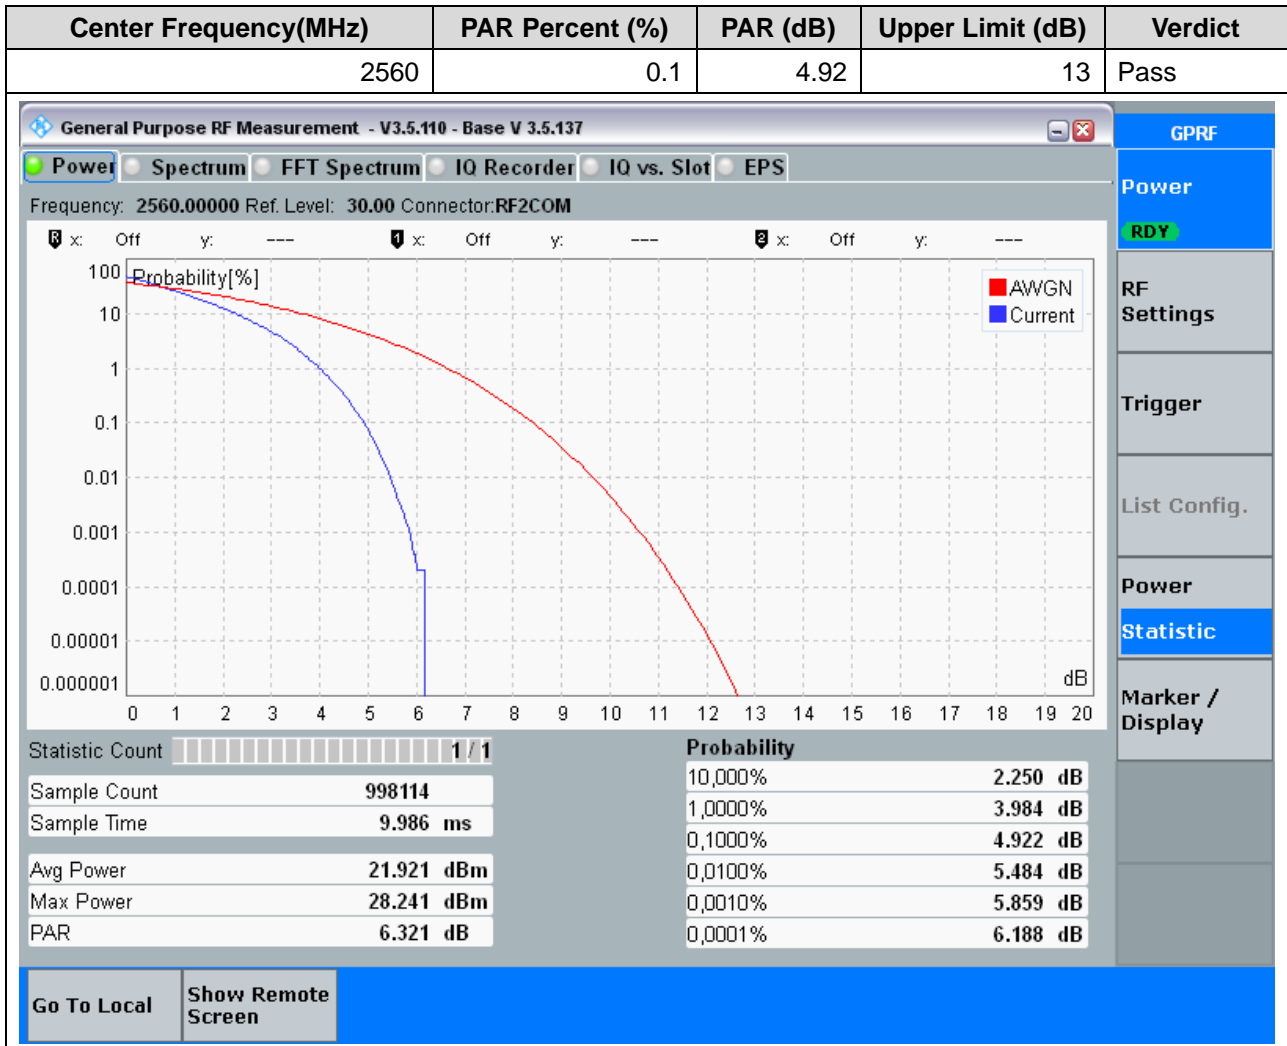 Center Frequency(MHz) PAR Percent (%) PAR (dB) Upper Limit (dB) Verdict
2560 0.1 4.92 13 Pass
General Purpose RF Measurement - V3.5.110 - Base V 3.5.137
GPRF
Power Spectrum FFT Spectrum IQ Recorder IQ vs. Slot EPS
Power
RDY
Frequency: 2560.00000 Ref. Level: 30.00 Connector:RF2COM
R x: Off y: --- 1 x: Off y: --- 2 x: Off y: ---
Probability[%]
AWGN
Current
100
10
1
0.1
0.01
0.001
0.0001
0.00001
0.000001
dB
0 1 2 3 4 5 6 7 8 9 10 11 12 13 14 15 16 17 18 19 20
RF
Settings
Trigger
List Config.
Power
Statistic
Marker /
Display
Statistic Count 1 / 1
Sample Count 998114
Sample Time 9.986 ms
Avg Power 21.921 dBm
Max Power 28.241 dBm
PAR 6.321 dB
Probability
10,000% 2.250 dB
1,0000% 3.984 dB
0,1000% 4.922 dB
0,0100% 5.484 dB
0,0010% 5.859 dB
0,0001% 6.188 dB
Go To Local
Show Remote
Screen